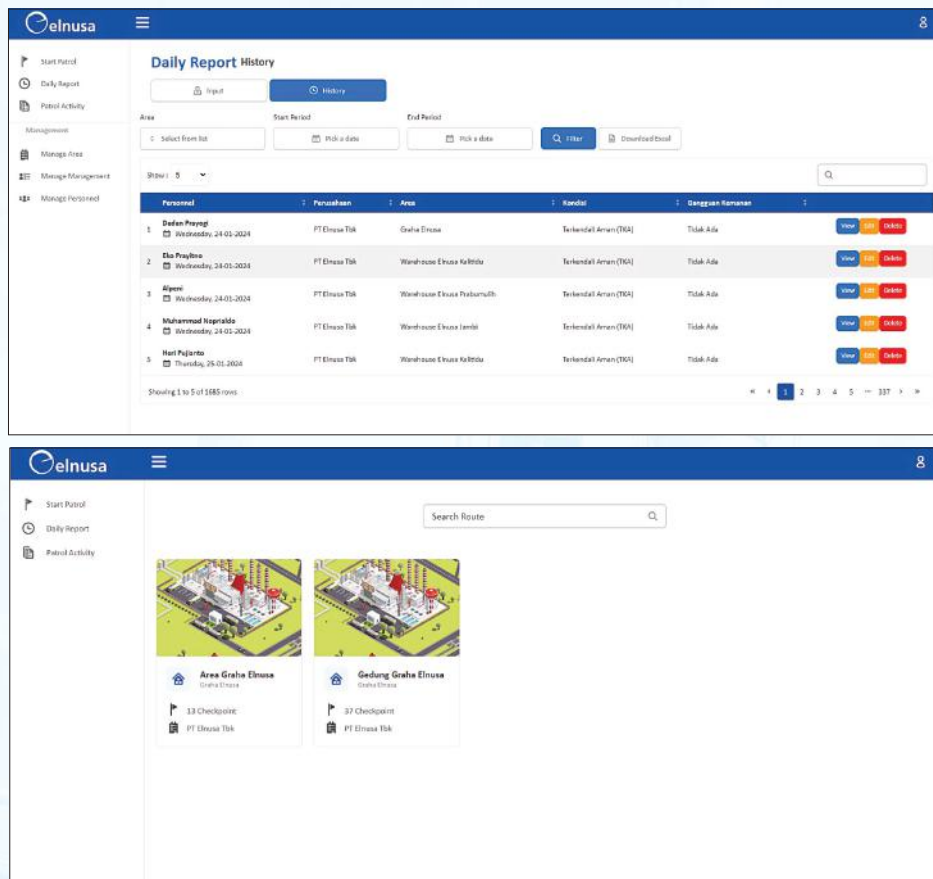 elnusa
Start Patrol
Daily Report
Patrol Activity
Management
Manage Area
Manage Management
Manage Personnel
Daily Report History
Input
History
Area
Start Period
End Period
Select from list
Pick a date
Pick a date
Filter
Download Excel
Show : 5
Personnel Perusahaan Area Kondisi Gangguan Kemanan
1 Dadan Prayogi PT Elnusa Tbk Graha Elnusa Terkendali Aman (TKA) Tidak Ada View Edit Delete
Wednesday, 24-01-2024
2 Eko Prayitno PT Elnusa Tbk Warehouse Elnusa Kalitidu Terkendali Aman (TKA) Tidak Ada View Edit Delete
Wednesday, 24-01-2024
3 Alpeni PT Elnusa Tbk Warehouse Elnusa Prabumulih Terkendali Aman (TKA) Tidak Ada View Edit Delete
Wednesday, 24-01-2024
4 Muhammad Noprialdo PT Elnusa Tbk Warehouse Elnusa Jambi Terkendali Aman (TKA) Tidak Ada View Edit Delete
Wednesday, 24-01-2024
5 Hari Pujianto PT Elnusa Tbk Warehouse Elnusa Kalitidu Terkendali Aman (TKA) Tidak Ada View Edit Delete
Thursday, 25-01-2024
Showing 1 to 5 of 1685 rows
« ‹ 1 2 3 4 5 ... 337 › »
elnusa
Start Patrol
Daily Report
Patrol Activity
Search Route
Area Graha Elnusa
Graha Elnusa
13 Checkpoint
PT Elnusa Tbk
Gedung Graha Elnusa
Graha Elnusa
37 Checkpoint
PT Elnusa Tbk